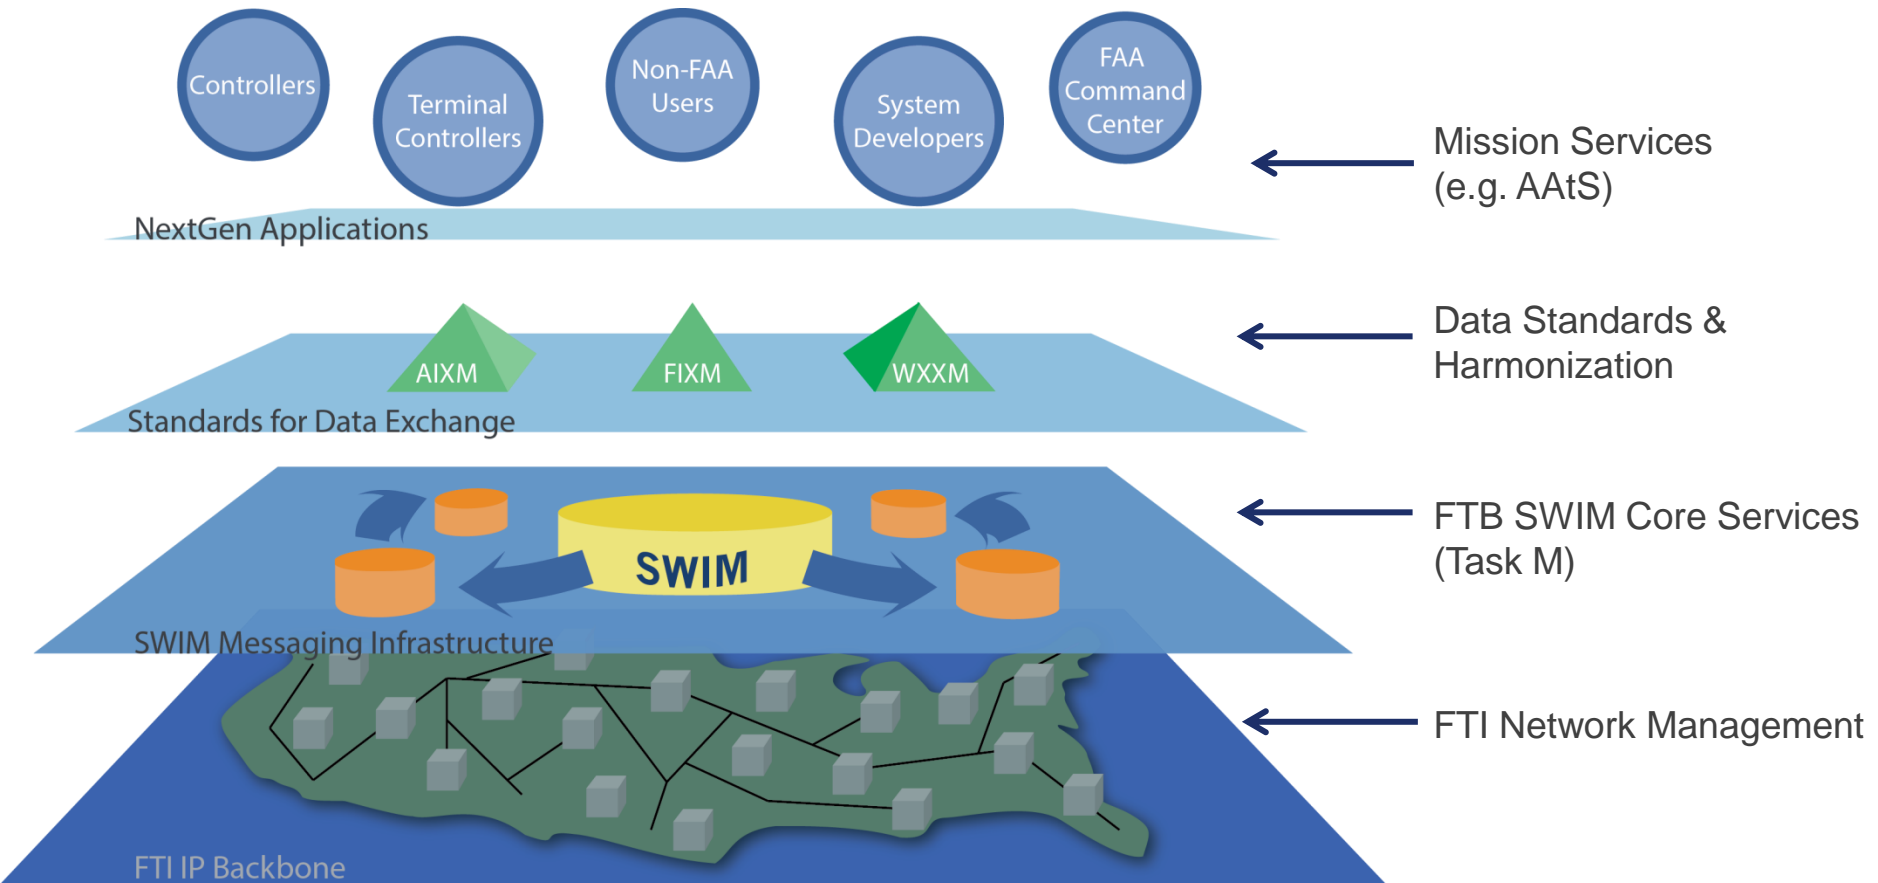 Controllers
Terminal
Controllers
Non-FAA
Users
System
Developers
FAA
Command
Center
Mission Services
(e.g. AAtS)
NextGen Applications
Data Standards &
Harmonization
AIXM
FIXM
WXXM
Standards for Data Exchange
FTB SWIM Core Services
(Task M)
SWIM
SWIM Messaging Infrastructure
FTI Network Management
FTI IP Backbone